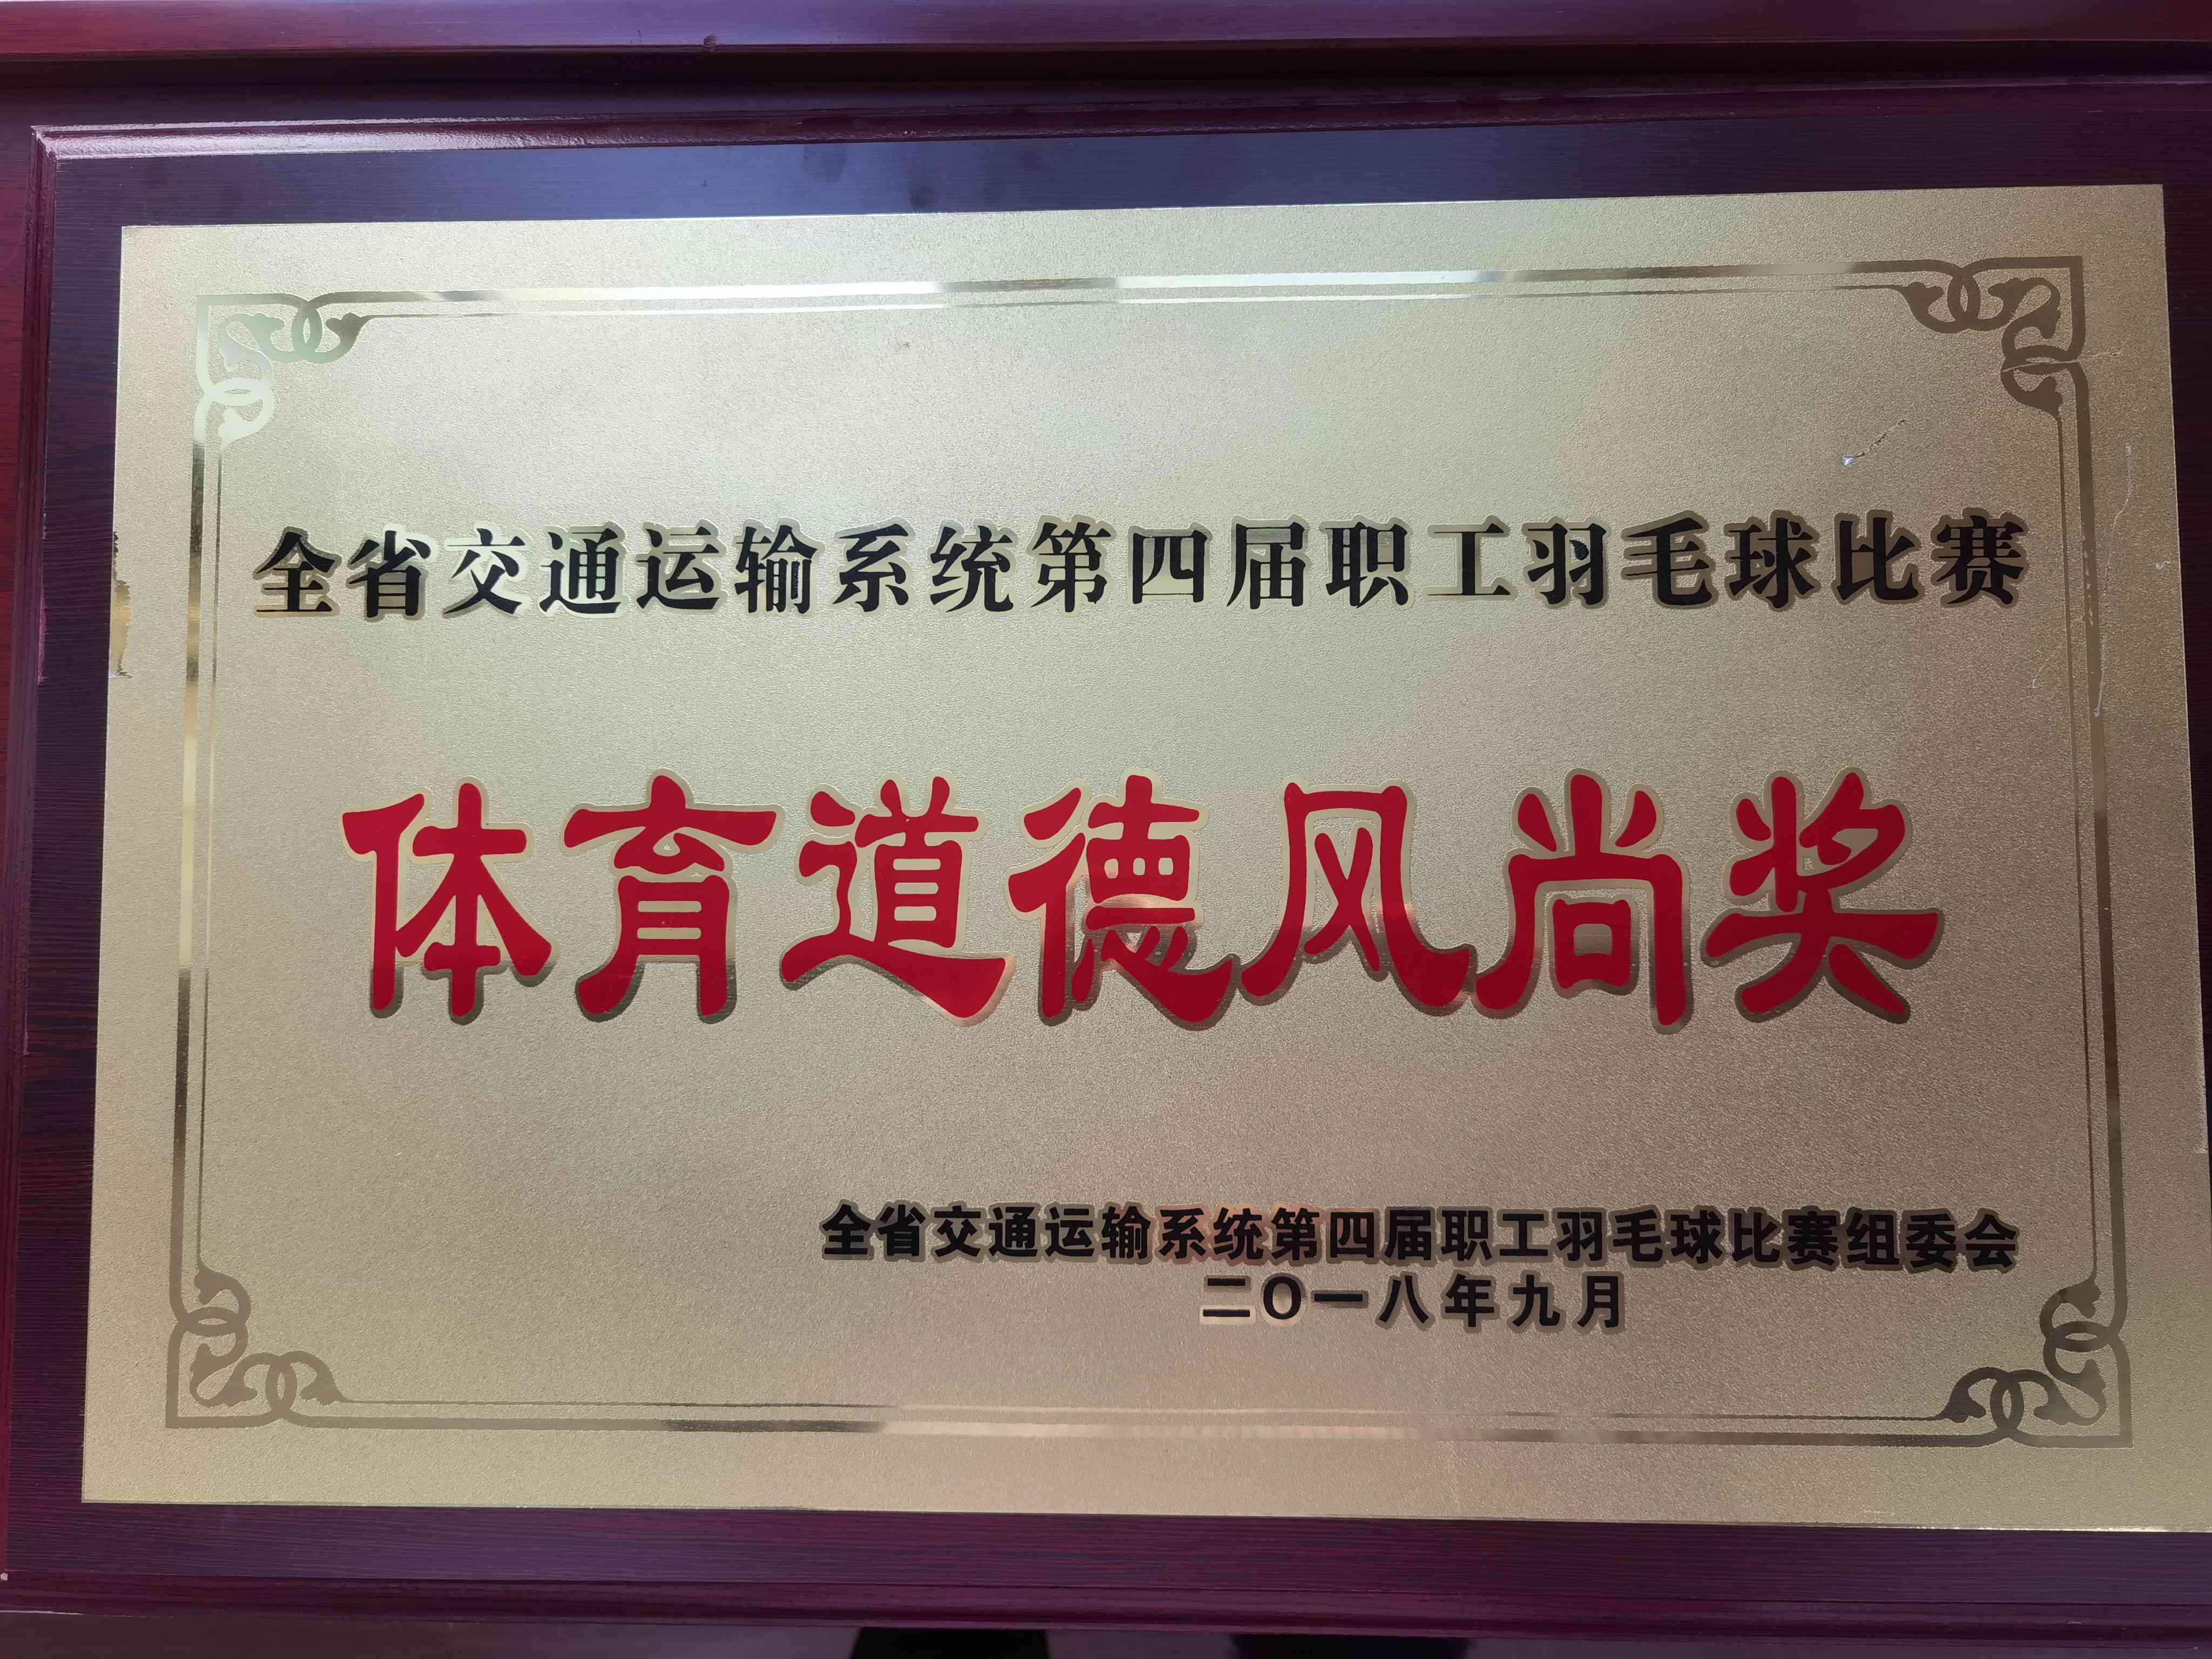 全省交通运输系统第四届职工羽毛球比赛
体育道德风尚奖
全省交通运输系统第四届职工羽毛球比赛组委会
二〇一八年九月